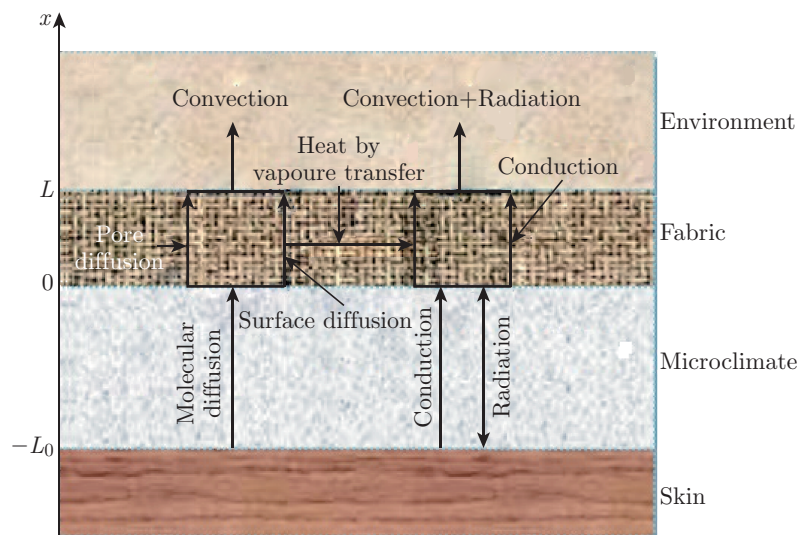 x
Convection
Convection+Radiation
Environment
Heat by
vapoure transfer
Conduction
L
Pore
diffusion
Fabric
0
Surface diffusion
Molecular
diffusion
Conduction
Radiation
Microclimate
−L0
Skin